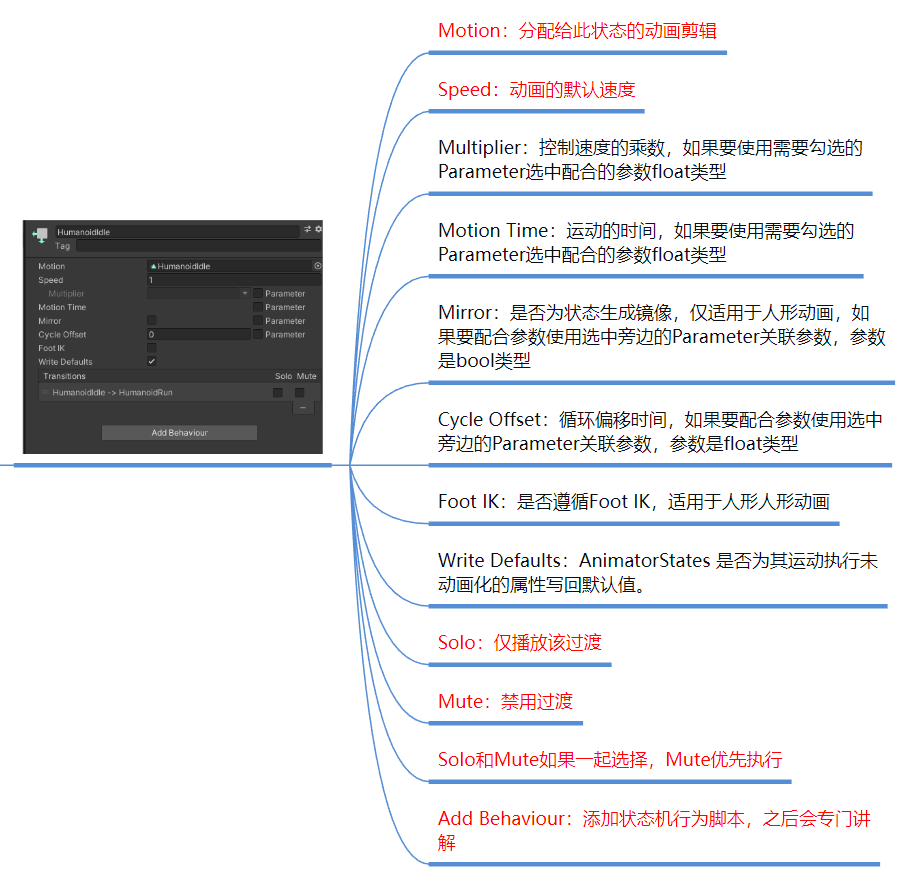 HumanoidIdle
Tag
Motion
HumanoidIdle
Speed
1
Multiplier
Parameter
Motion Time
Parameter
Mirror
Parameter
Cycle Offset
0
Parameter
Foot IK
Write Defaults
Transitions
Solo Mute
HumanoidIdle -> HumanoidRun
Add Behaviour
Motion：分配给此状态的动画剪辑
Speed：动画的默认速度
Multiplier：控制速度的乘数，如果要使用需要勾选的
Parameter选中配合的参数float类型
Motion Time：运动的时间，如果要使用需要勾选的
Parameter选中配合的参数float类型
Mirror：是否为状态生成镜像，仅适用于人形动画，如
果要配合参数使用选中旁边的Parameter关联参数，参数
是bool类型
Cycle Offset：循环偏移时间，如果要配合参数使用选中
旁边的Parameter关联参数，参数是float类型
Foot IK：是否遵循Foot IK，适用于人形人形动画
Write Defaults：AnimatorStates 是否为其运动执行未
动画化的属性写回默认值。
Solo：仅播放该过渡
Mute：禁用过渡
Solo和Mute如果一起选择，Mute优先执行
Add Behaviour：添加状态机行为脚本，之后会专门讲
解